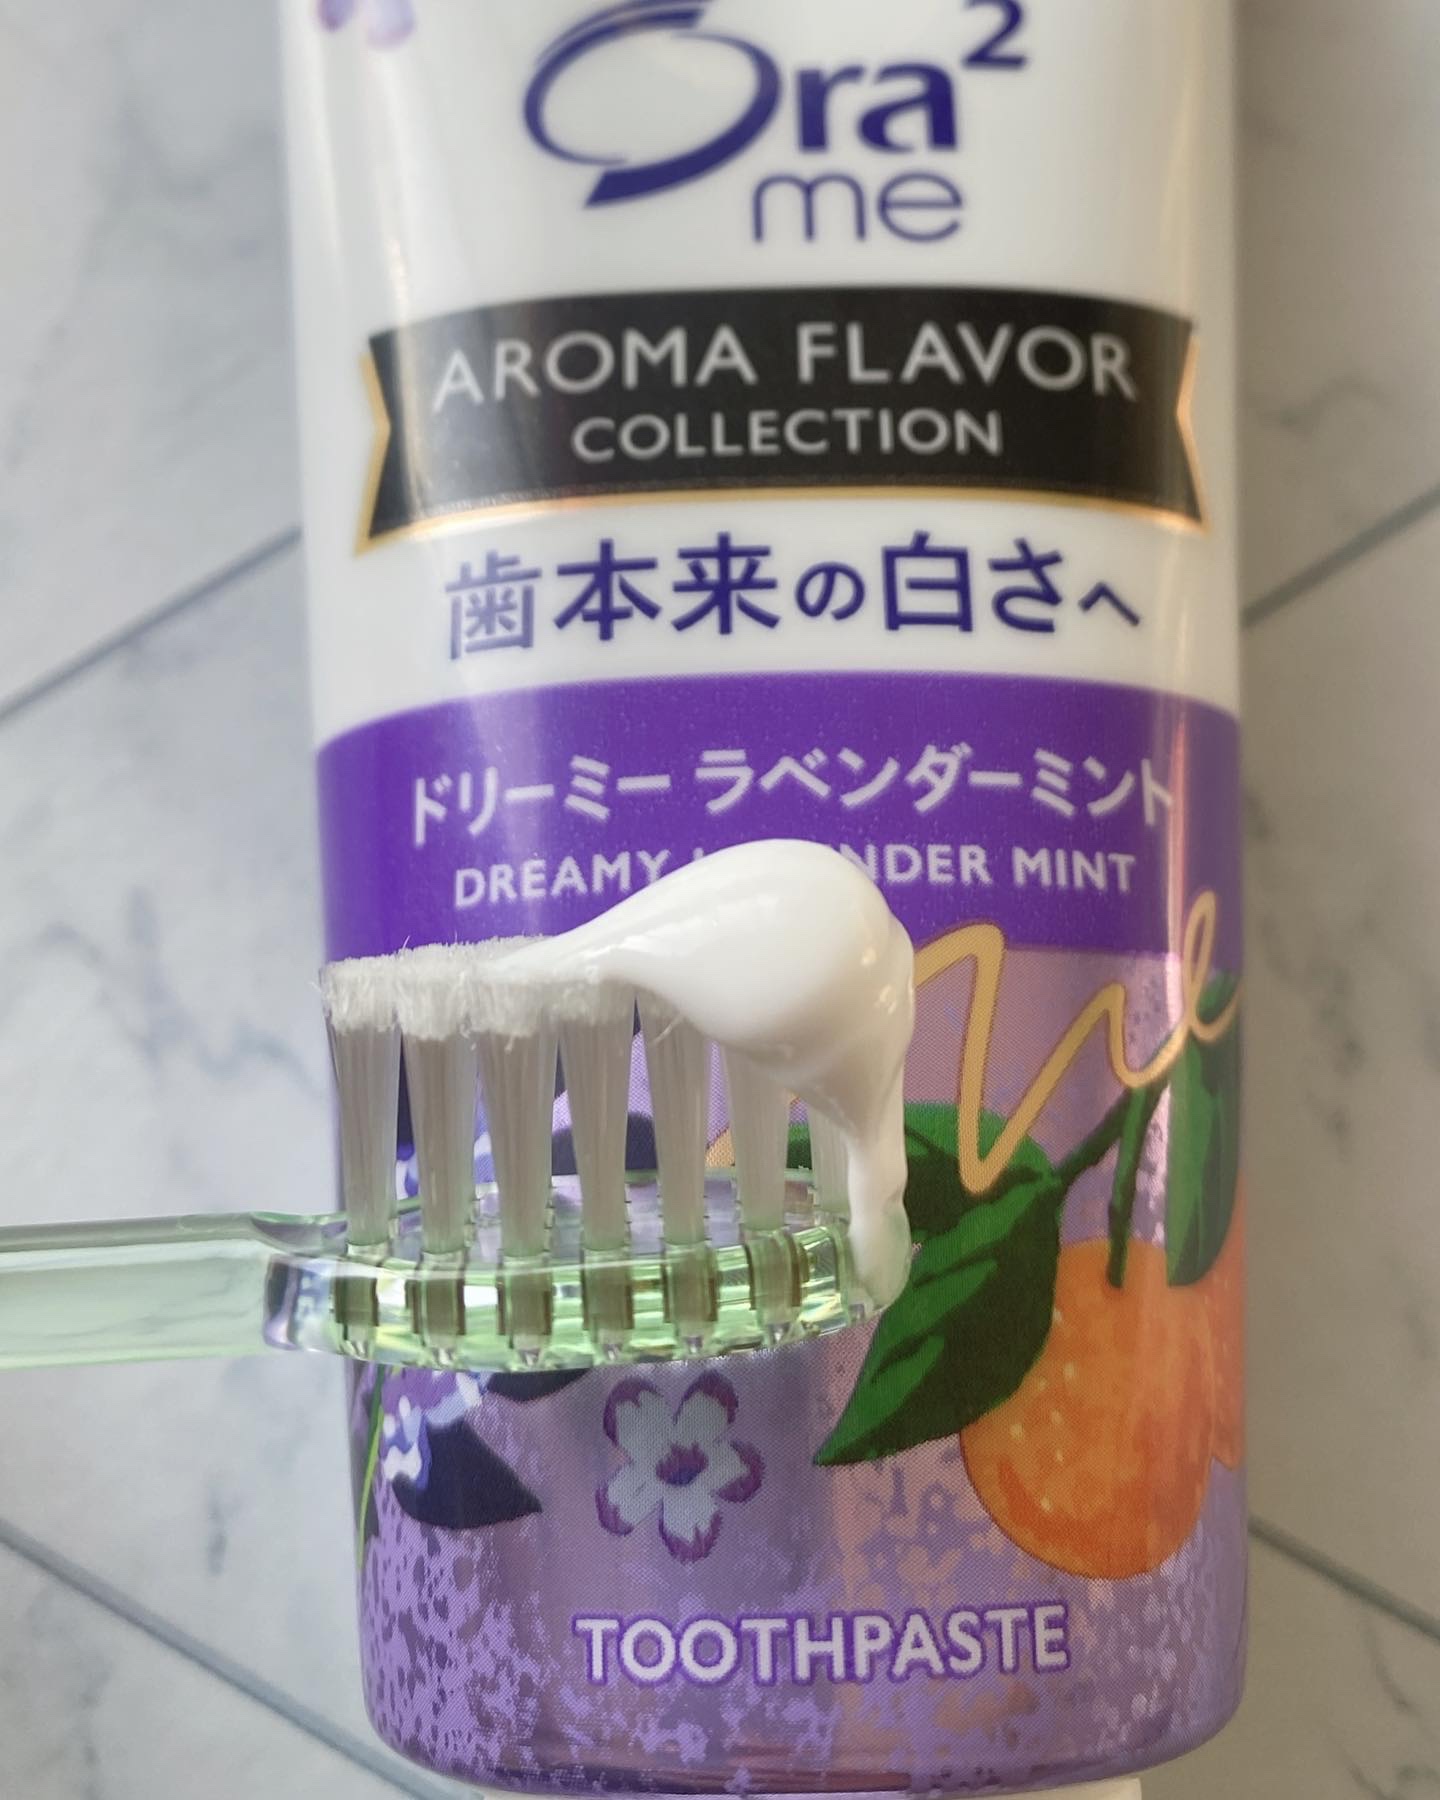 Ora²
me
AROMA FLAVOR
COLLECTION
歯本来の白さへ
ドリーミー ラベンダーミント
DREAMY MINT
TOOTHPASTE